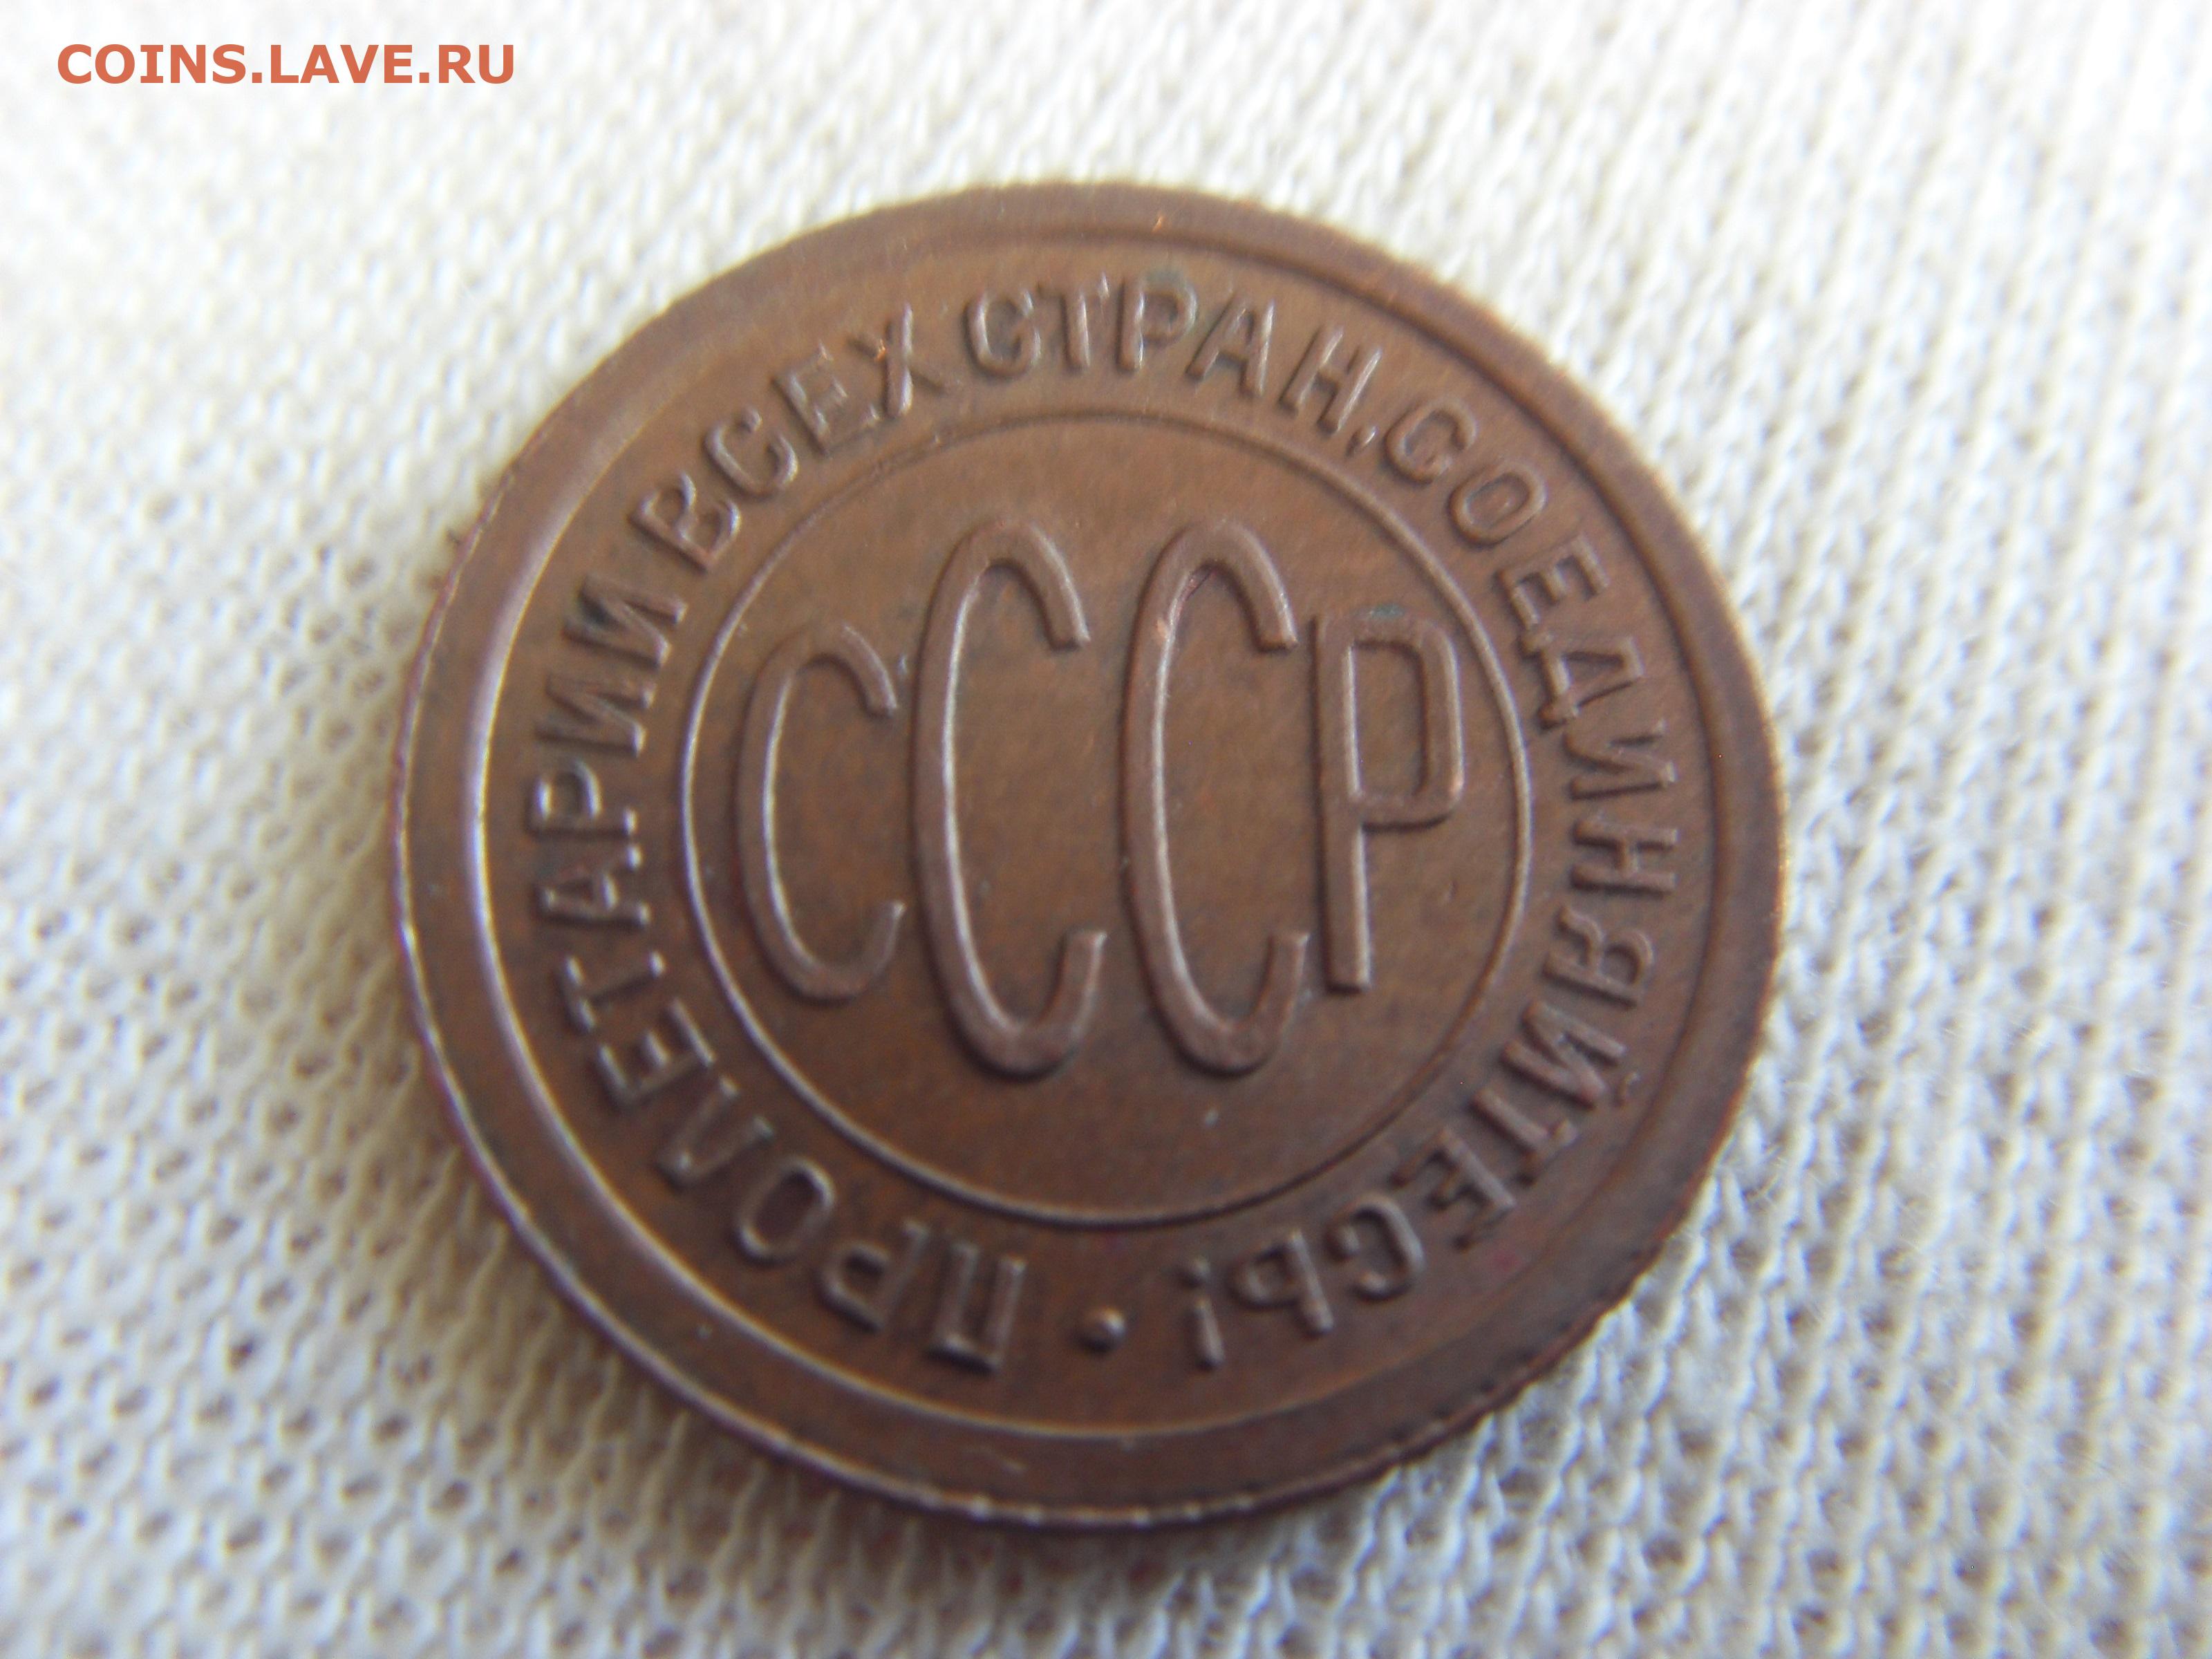 COINS.LAVE.RU
ПРОЛЕТАРИИ ВСЕХ СТРАН, СОЕДИНЯЙТЕСЬ! •
СССР